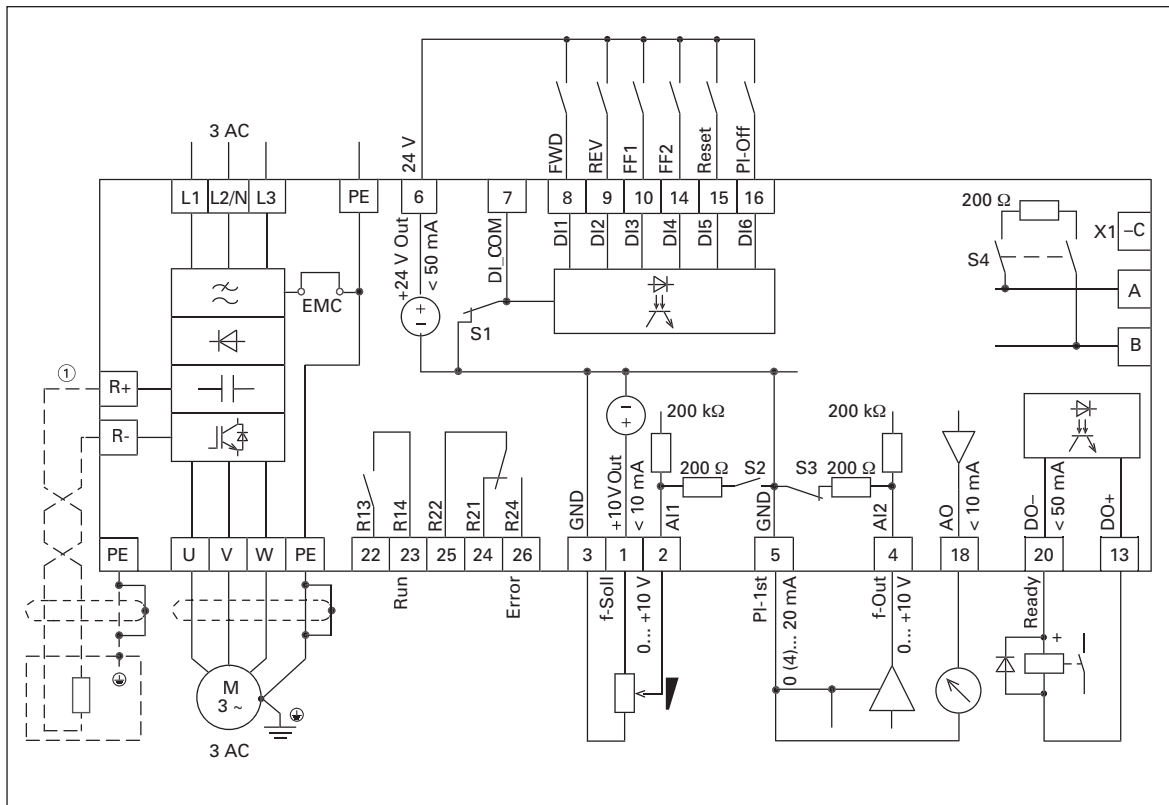 3 AC
24 V
FWD
REV
FF1
FF2
Reset
PI-Off
L1
L2/N
L3
PE
6
7
8
9
10
14
15
16
+24 V Out
< 50 mA
DI_COM
DI1
DI2
DI3
DI4
DI5
DI6
200 Ω
X1
–C
S4
A
B
EMC
S1
①
R+
R-
200 kΩ
200 kΩ
200 Ω
S2
S3
200 Ω
R13
R14
R22
R21
R24
GND
+10 V Out
< 10 mA
AI1
GND
AI2
AO
< 10 mA
DO-
< 50 mA
DO+
PE
U
V
W
PE
22
23
25
24
26
3
1
2
5
4
18
20
13
Run
Error
f-Soll
0... +10 V
PI-1st
0 (4)... 20 mA
f-Out
0... +10 V
Ready
M
3 ~
3 AC